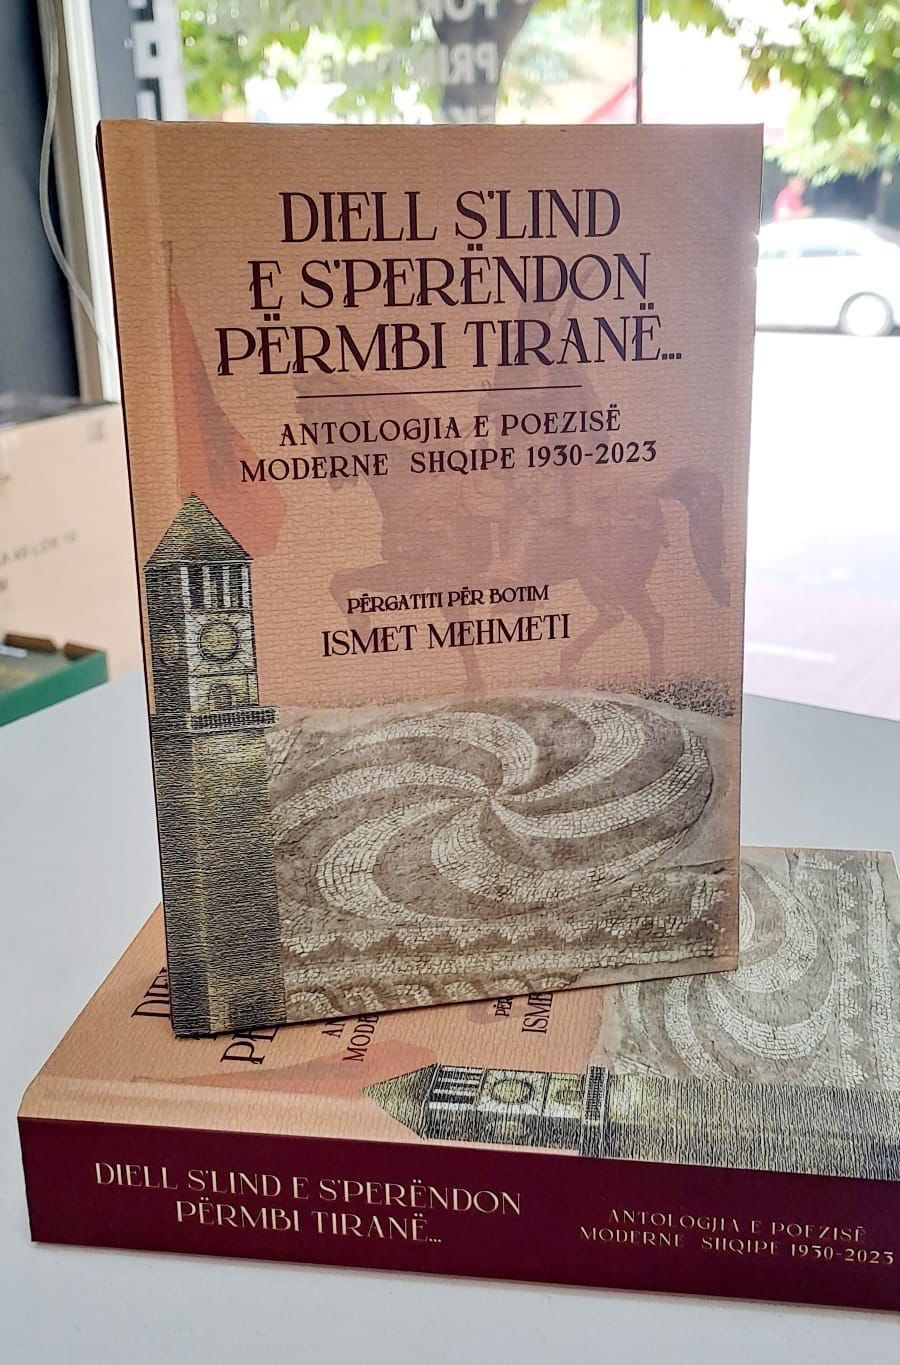 DIELL S'LIND
E S'PERËNDON
PËRMBI TIRANË...
ANTOLOGJIA E POEZISË
MODERNE SHQIPE 1930-2023
PËRGATITI PËR BOTIM
ISMET MEHMETI
DIELL S'LIND E S'PERËNDON
PËRMBI TIRANË...
ANTOLOGJIA E POEZISË
MODERNE SHQIPE 1930-2023